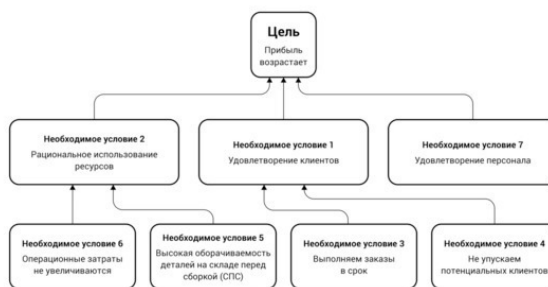 Цель
Прибыль
возрастает
Необходимое условие 2
Рациональное использование
ресурсов
Необходимое условие 1
Удовлетворение клиентов
Необходимое условие 7
Удовлетворение персонала
Необходимое условие 6
Операционные затраты
не увеличиваются
Необходимое условие 5
Высокая оборачиваемость
деталей на складе перед
сборкой (СПС)
Необходимое условие 3
Выполняем заказы
в срок
Необходимое условие 4
Не упускаем
потенциальных клиентов